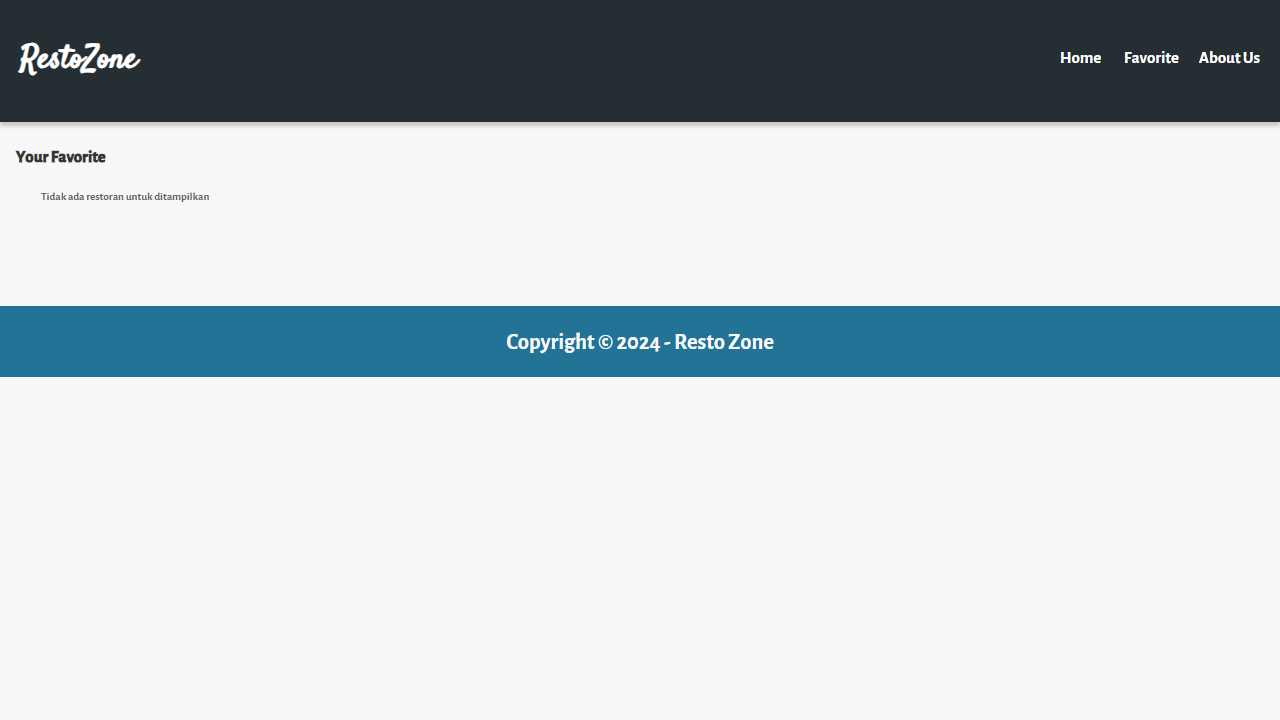 RestoZone
Home Favorite About Us
Your Favorite
Tidak ada restoran untuk ditampilkan
Copyright © 2024 - Resto Zone